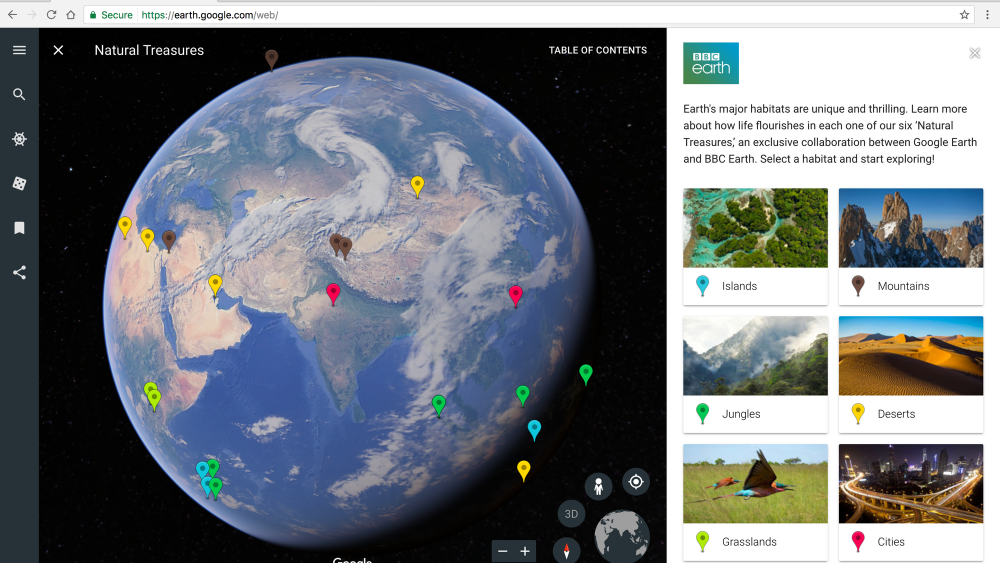 Secure https://earth.google.com/web/
Natural Treasures
TABLE OF CONTENTS
BBC
earth
Earth's major habitats are unique and thrilling. Learn more
about how life flourishes in each one of our six 'Natural
Treasures,' an exclusive collaboration between Google Earth
and BBC Earth. Select a habitat and start exploring!
Islands
Mountains
Jungles
Deserts
Grasslands
Cities
3D
Google